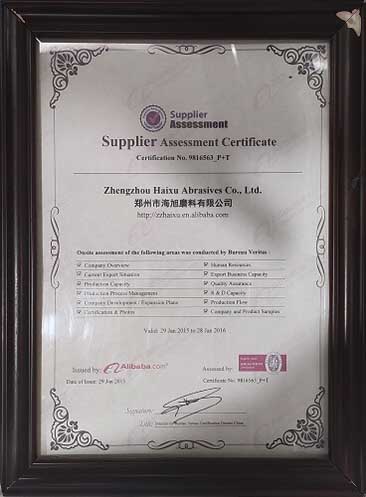 Supplier
Assessment
Supplier Assessment Certificate
Certification No. 9816563_P+T
Zhengzhou Haixu Abrasives Co., Ltd.
郑州市海旭磨料有限公司
http://zzhaixu.en.alibaba.com
Onsite assessment of the following areas was conducted by Bureau Veritas :
Company Overview
Human Resources
Current Export Situation
Export Business Capacity
Production Capacity
Quality Assurance
Production Process Management
R & D Capacity
Company Development / Expansion Plans
Production Flow
Certification & Photos
Company and Product Samples
Valid: 29 Jan 2015 to 28 Jan 2016
Issued by: Alibaba.com
Assessed by:
Date of Issue: 29 Jan 2015
Certificate No. 9816563_P+T
Signature: